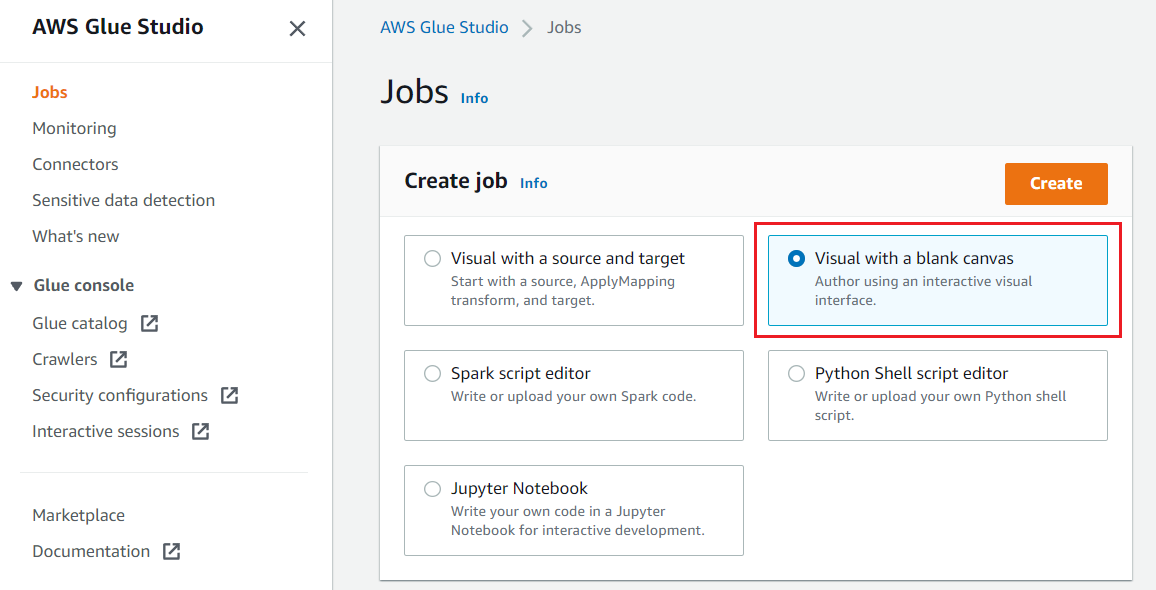 AWS Glue Studio
Jobs
Monitoring
Connectors
Sensitive data detection
What's new
Glue console
Glue catalog
Crawlers
Security configurations
Interactive sessions
Marketplace
Documentation
AWS Glue Studio > Jobs
Jobs Info
Create job Info
Create
Visual with a source and target
Start with a source, ApplyMapping
transform, and target.
Visual with a blank canvas
Author using an interactive visual
interface.
Spark script editor
Write or upload your own Spark code.
Python Shell script editor
Write or upload your own Python shell
script.
Jupyter Notebook
Write your own code in a Jupyter
Notebook for interactive development.